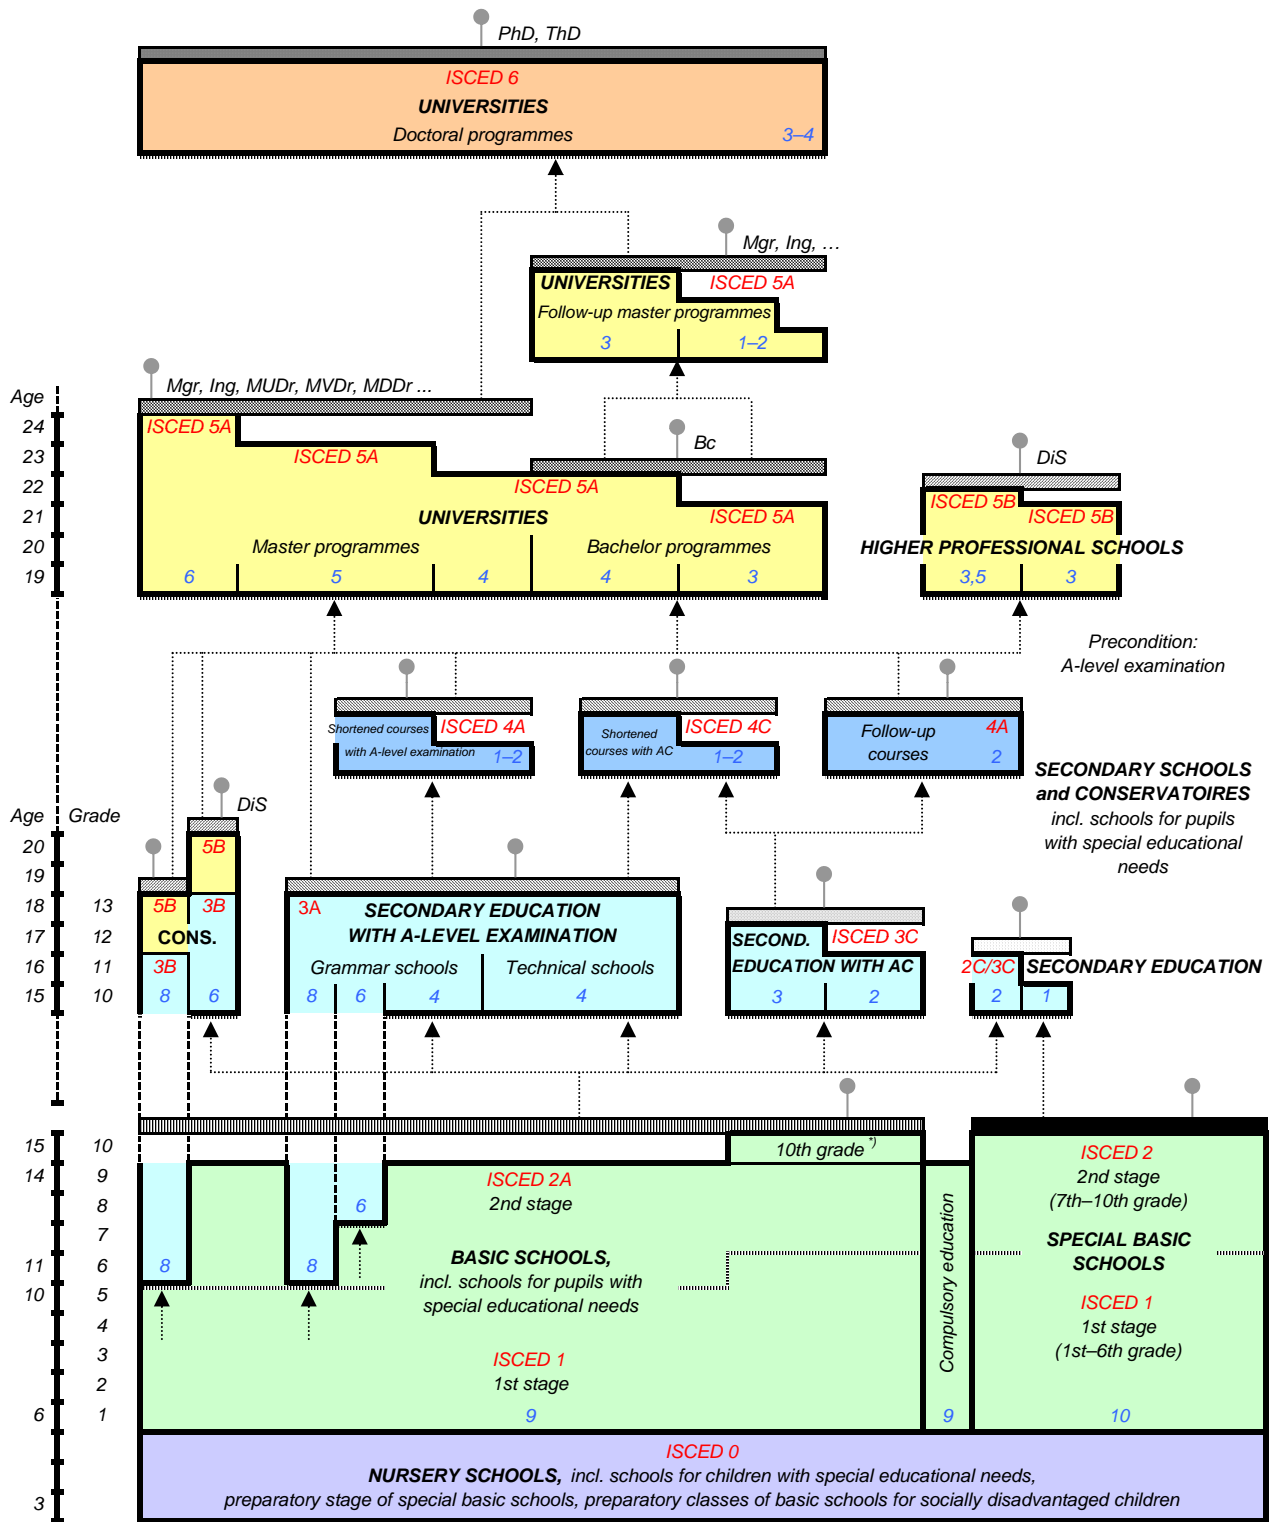 PhD, ThD
ISCED 6
UNIVERSITIES
Doctoral programmes 3–4
Mgr, Ing, …
UNIVERSITIES ISCED 5A
Follow-up master programmes
3 1–2
Mgr, Ing, MUDr, MVDr, MDDr ...
Age
24 ISCED 5A
23 ISCED 5A Bc DiS
22 ISCED 5A ISCED 5B
21 UNIVERSITIES ISCED 5A ISCED 5B
20 Master programmes Bachelor programmes HIGHER PROFESSIONAL SCHOOLS
19 6 5 4 4 3 3,5 3
Precondition:
A-level examination
Shortened courses ISCED 4A
with A-level examination 1–2
Shortened ISCED 4C
courses with AC 1–2
Follow-up 4A
courses 2
SECONDARY SCHOOLS
and CONSERVATOIRES
incl. schools for pupils
with special educational
needs
DiS
Age Grade
20 5B
19
18 13 5B 3B 3A SECONDARY EDUCATION
17 12 CONS. WITH A-LEVEL EXAMINATION SECOND. ISCED 3C
16 11 3B Grammar schools Technical schools EDUCATION WITH AC 2C/3C SECONDARY EDUCATION
15 10 8 6 8 6 4 4 3 2 2 1
15 10 10th grade *)
14 9 ISCED 2A ISCED 2
2nd stage 2nd stage
8 6 (7th–10th grade)
7
BASIC SCHOOLS, SPECIAL BASIC
11 6 8 8 SCHOOLS
incl. schools for pupils with
10 5 special educational needs
ISCED 1
4 1st stage
3 (1st–6th grade)
ISCED 1
2 1st stage
Compulsory education
6 1 9 9 10
ISCED 0
NURSERY SCHOOLS, incl. schools for children with special educational needs,
3 preparatory stage of special basic schools, preparatory classes of basic schools for socially disadvantaged children